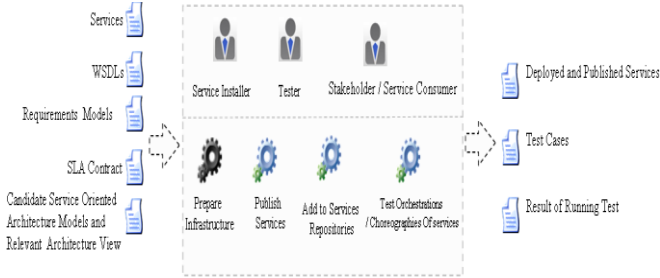 Services
WSDLs
Requirements Models
SLA Contract
Candidate Service Oriented
Architecture Models and
Relevant Architecture View
Service Installer
Tester
Stakeholder / Service Consumer
Prepare
Infrastructure
Publish
Services
Add to Services
Repositories
Test Orchestrations
/ Choreographies Of services
Deployed and Published Services
Test Cases
Result of Running Test